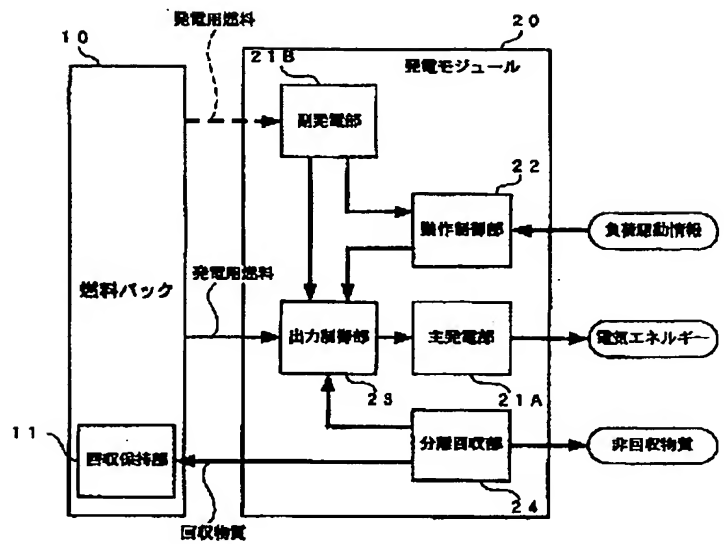 発電用燃料
10
20
21B
発電モジュール
副発電部
22
動作制御部
負荷駆動情報
発電用燃料
燃料パック
出力制御部
主発電部
電気エネルギー
23
21A
11
回収保持部
分離回収部
非回収物質
24
回収物質